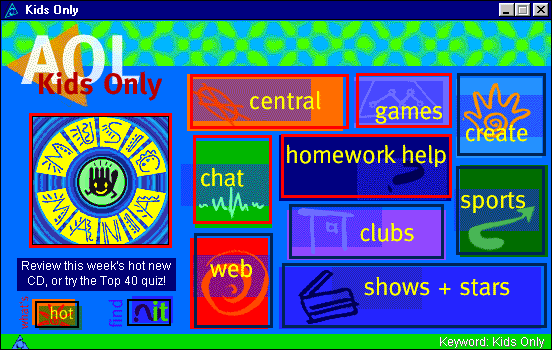 Kids Only
AOL
Kids Only
central
games
create
MUSIC
MANIA
homework help
chat
sports
clubs
web
shows + stars
Review this week's hot new
CD, or try the Top 40 quiz!
what's
hot
find
it
Keyword: Kids Only